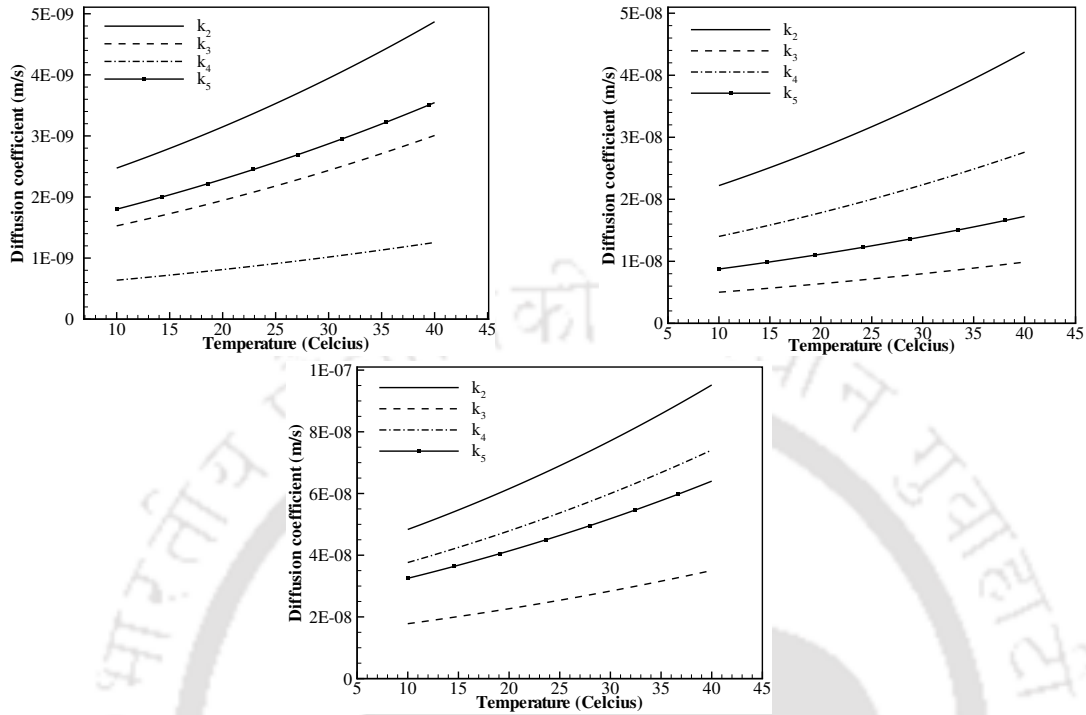 5E-09
4E-09
3E-09
2E-09
1E-09
0
Diffusion coefficient (m/s)
k2
k3
k4
k5
10 15 20 25 30 35 40 45
Temperature (Celcius)
5E-08
4E-08
3E-08
2E-08
1E-08
0
Diffusion coefficient (m/s)
k2
k3
k4
k5
5 10 15 20 25 30 35 40 45
Temperature (Celcius)
1E-07
8E-08
6E-08
4E-08
2E-08
0
Diffusion coefficient (m/s)
k2
k3
k4
k5
5 10 15 20 25 30 35 40 45
Temperature (Celcius)